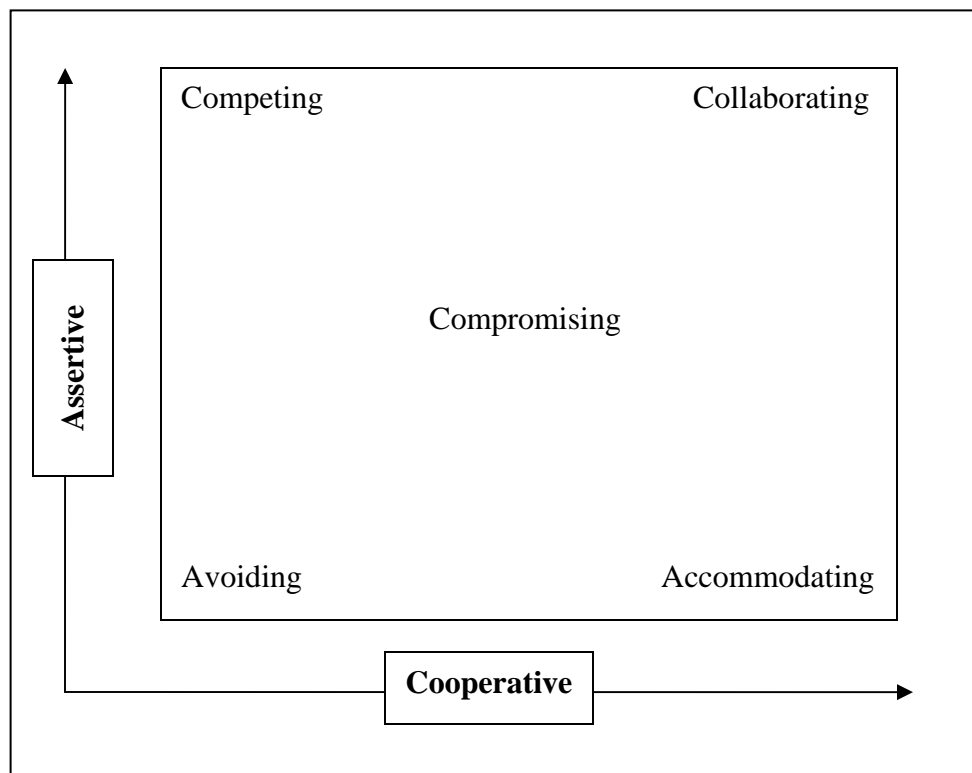 Competing
Collaborating
Assertive
Compromising
Avoiding
Accommodating
Cooperative